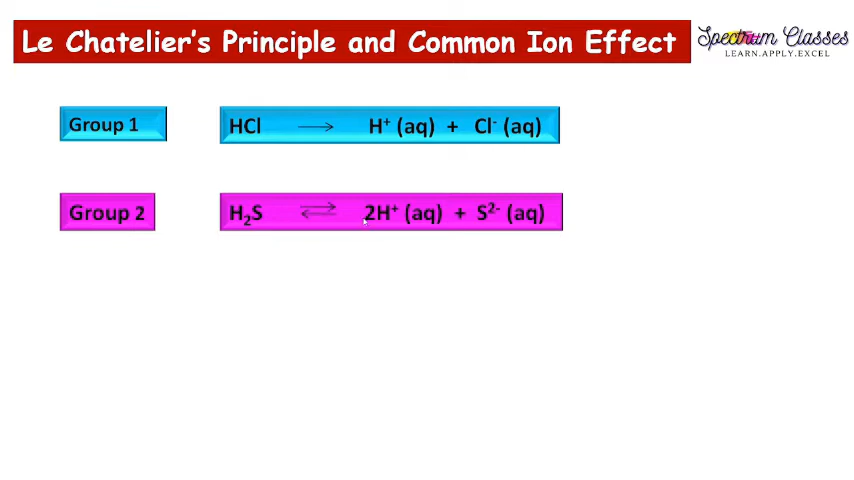 Le Chatelier's Principle and Common Ion Effect
Spectrum Classes
LEARN.APPLY.EXCEL
Group 1 HCl ⟶ H⁺ (aq) + Cl⁻ (aq)
Group 2 H₂S ⇌ 2H⁺ (aq) + S²⁻ (aq)